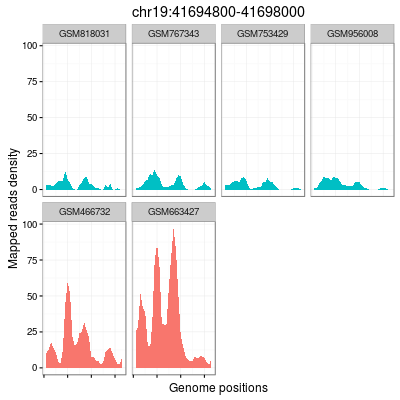 chr19:41694800-41698000
GSM818031 GSM767343 GSM753429 GSM956008
100
75
50
25
0
GSM466732 GSM663427
100
75
50
25
0
Mapped reads density
Genome positions